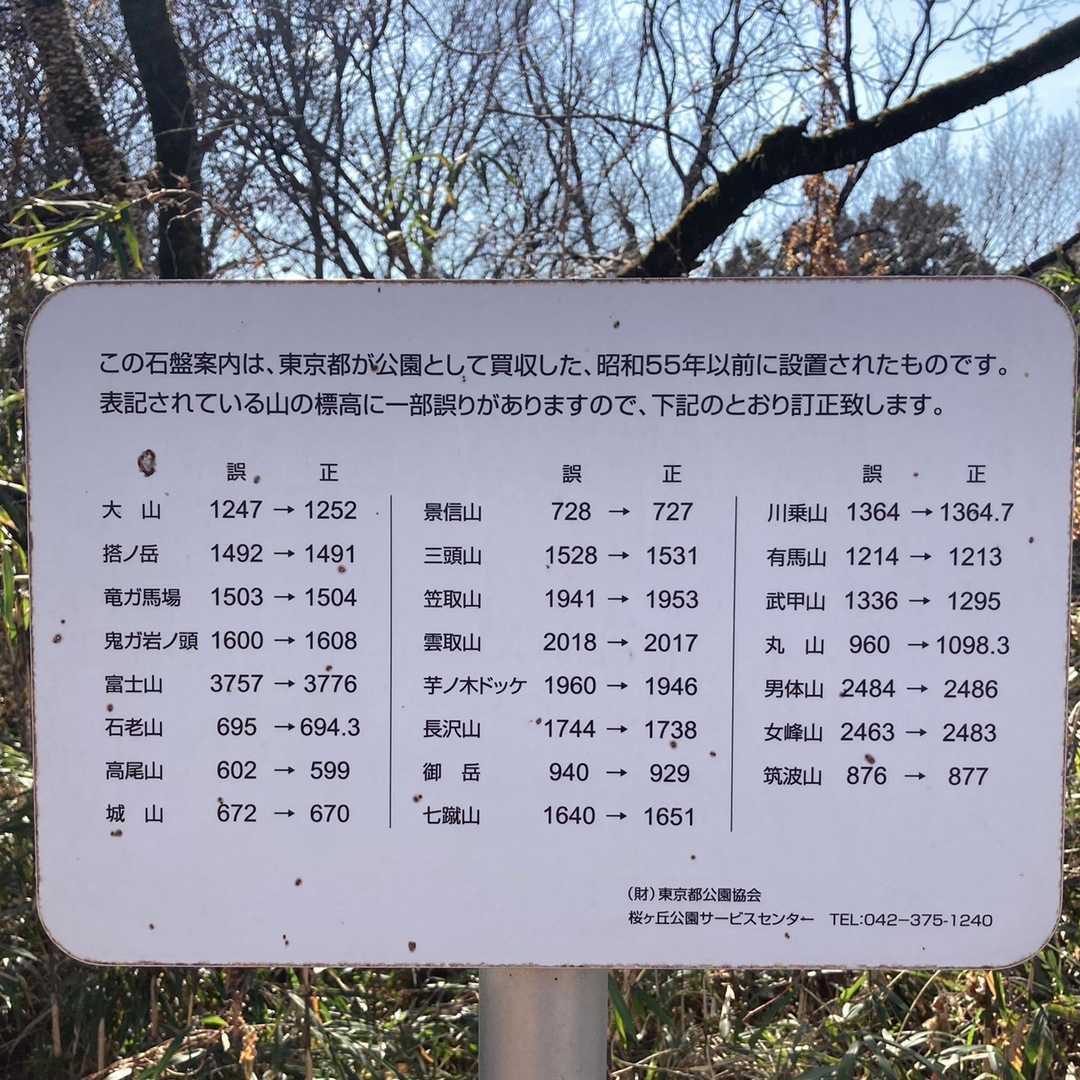 この石盤案内は、東京都が公園として買収した、昭和55年以前に設置されたものです。
表記されている山の標高に一部誤りがありますので、下記のとおり訂正致します。
誤 正
大 山 1247 → 1252
搭ノ岳 1492 → 1491
竜ガ馬場 1503 → 1504
鬼ガ岩ノ頭 1600 → 1608
富士山 3757 → 3776
石老山 695 → 694.3
高尾山 602 → 599
城 山 672 → 670
誤 正
景信山 728 → 727
三頭山 1528 → 1531
笠取山 1941 → 1953
雲取山 2018 → 2017
芋ノ木ドッケ 1960 → 1946
長沢山 1744 → 1738
御 岳 940 → 929
七蹴山 1640 → 1651
誤 正
川乗山 1364 → 1364.7
有馬山 1214 → 1213
武甲山 1336 → 1295
丸 山 960 → 1098.3
男体山 2484 → 2486
女峰山 2463 → 2483
筑波山 876 → 877
（財）東京都公園協会
桜ヶ丘公園サービスセンター TEL:042－375-1240